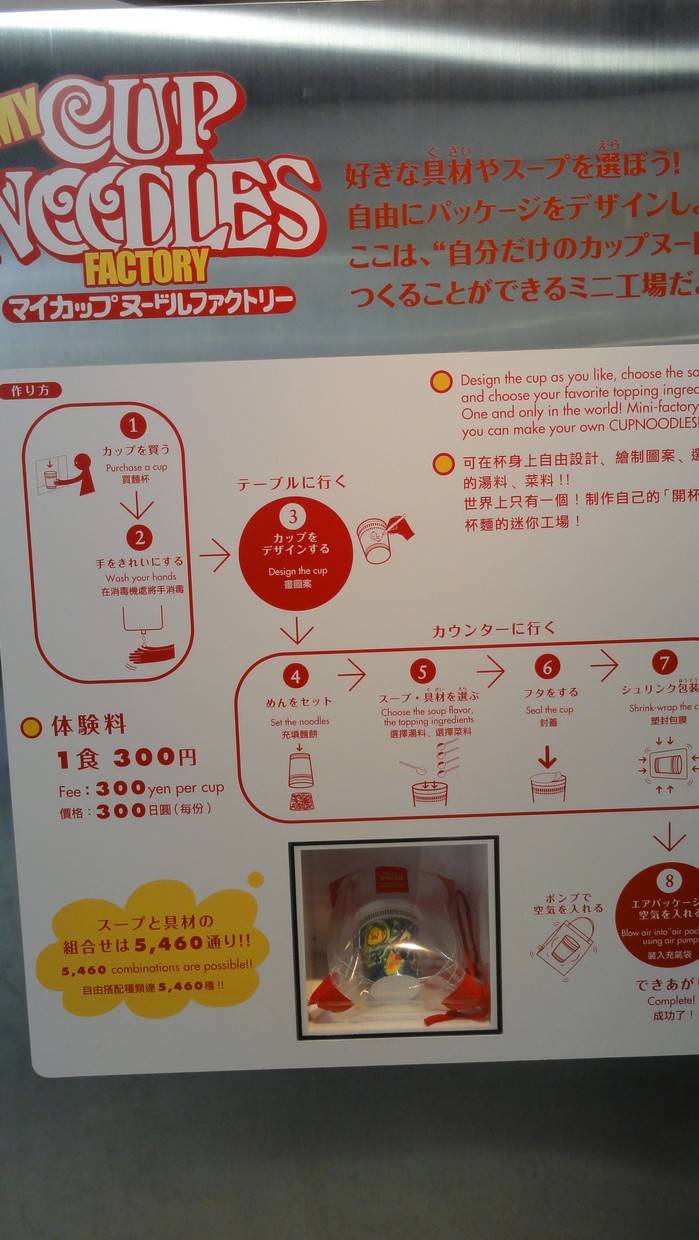 MY
CUP
NOODLES
FACTORY
マイカップヌードルファクトリー
好きな具材やスープを選ぼう!
ぐざい
えら
自由にパッケージをデザインし
ここは、“自分だけのカップヌー
つくることができるミニ工場だ
作り方
Design the cup as you like, choose the
and choose your favorite topping
One and only in the world! Mini-factory
you can make your own CUPNOODLES
可在杯身上自由設計、繪制圖案、選
的湯料、菜料!!
世界上只有一個!制作自己的「開杯
杯麵的迷你工場!
1
カップを買う
Purchase a cup
買麵杯
2
手をきれいにする
Wash your hands
在消毒機處將手消毒
テーブルに行く
3
カップを
デザインする
Design the cup
畫圖案
カウンターに行く
4
めんをセット
Set the noodles
充填麵餅
5
スープ・具材を選ぶ
ぐざい
えら
Choose the soup flavor,
the topping ingredients
選擇湯料、選擇菜料
6
フタをする
Seal the cup
封蓋
7
シュリンク包装
Shrink-wrap the
塑封包膜
体験料
1食 300円
Fee : 300 yen per cup
價格 : 300日圓(每份)
スープと具材の
組合せは5,460通り!!
5,460 combinations are possible!!
自由搭配種類達5,460種!!
ポンプで
空気を入れる
8
エアパッケージ
空気を入れ
Blow air into "air
using air pum
裝入充氣袋
できあが
Complete!
成功了!